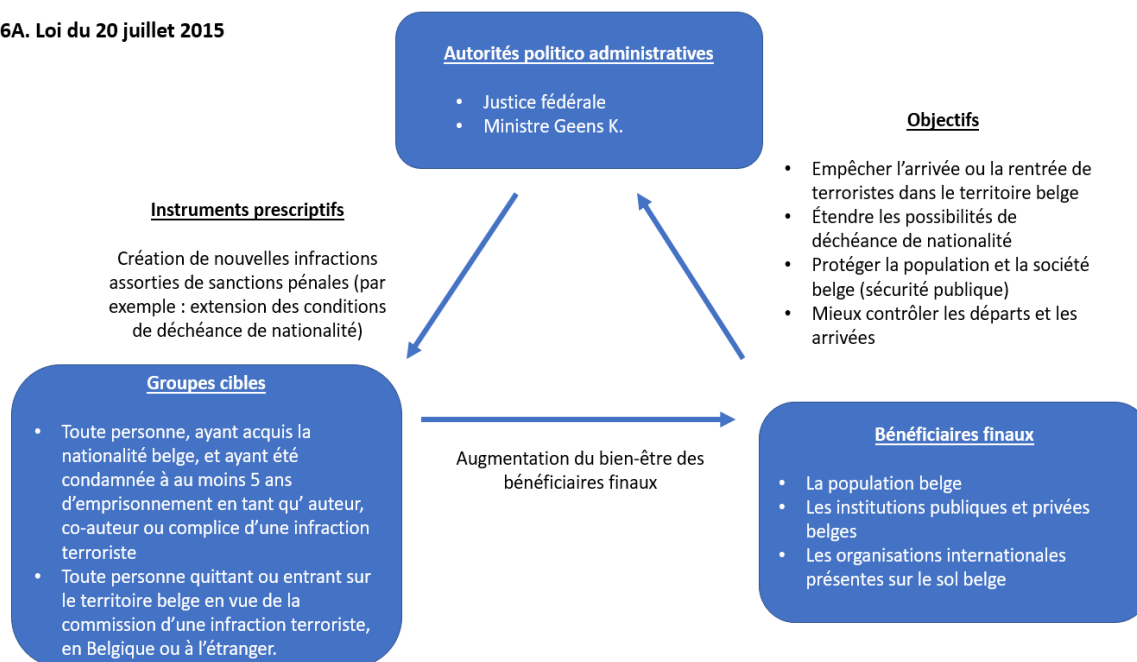 6A. Loi du 20 juillet 2015
Autorités politico administratives
• Justice fédérale
• Ministre Geens K.
Objectifs
• Empêcher l’arrivée ou la rentrée de
terroristes dans le territoire belge
• Étendre les possibilités de
déchéance de nationalité
• Protéger la population et la société
belge (sécurité publique)
• Mieux contrôler les départs et les
arrivées
Instruments prescriptifs
Création de nouvelles infractions
assorties de sanctions pénales (par
exemple : extension des conditions
de déchéance de nationalité)
Groupes cibles
• Toute personne, ayant acquis la
nationalité belge, et ayant été
condamnée à au moins 5 ans
d’emprisonnement en tant qu’ auteur,
co-auteur ou complice d’une infraction
terroriste
• Toute personne quittant ou entrant sur
le territoire belge en vue de la
commission d’une infraction terroriste,
en Belgique ou à l’étranger.
Augmentation du bien-être des
bénéficiaires finaux
Bénéficiaires finaux
• La population belge
• Les institutions publiques et privées
belges
• Les organisations internationales
présentes sur le sol belge